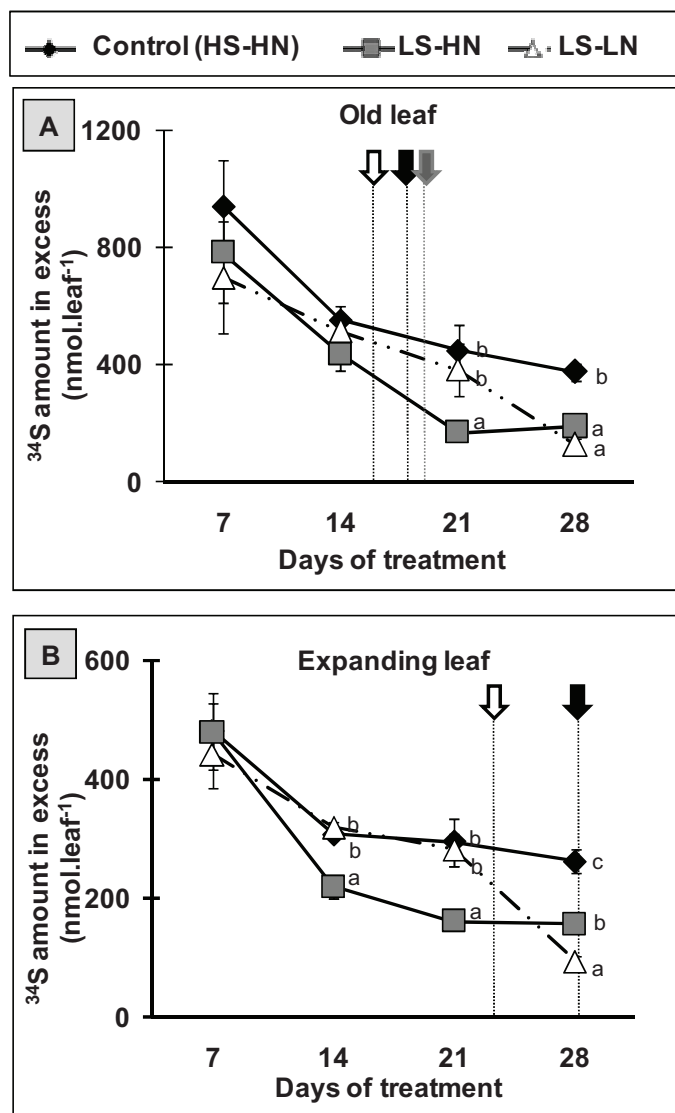 Control (HS-HN) LS-HN LS-LN
A
Old leaf
1200
800
400
0
³⁴S amount in excess
(nmol.leaf⁻¹)
b
b
b
a
a
a
7 14 21 28
Days of treatment
B
Expanding leaf
600
400
200
0
³⁴S amount in excess
(nmol.leaf⁻¹)
b
b
a
b
b
a
c
b
a
7 14 21 28
Days of treatment